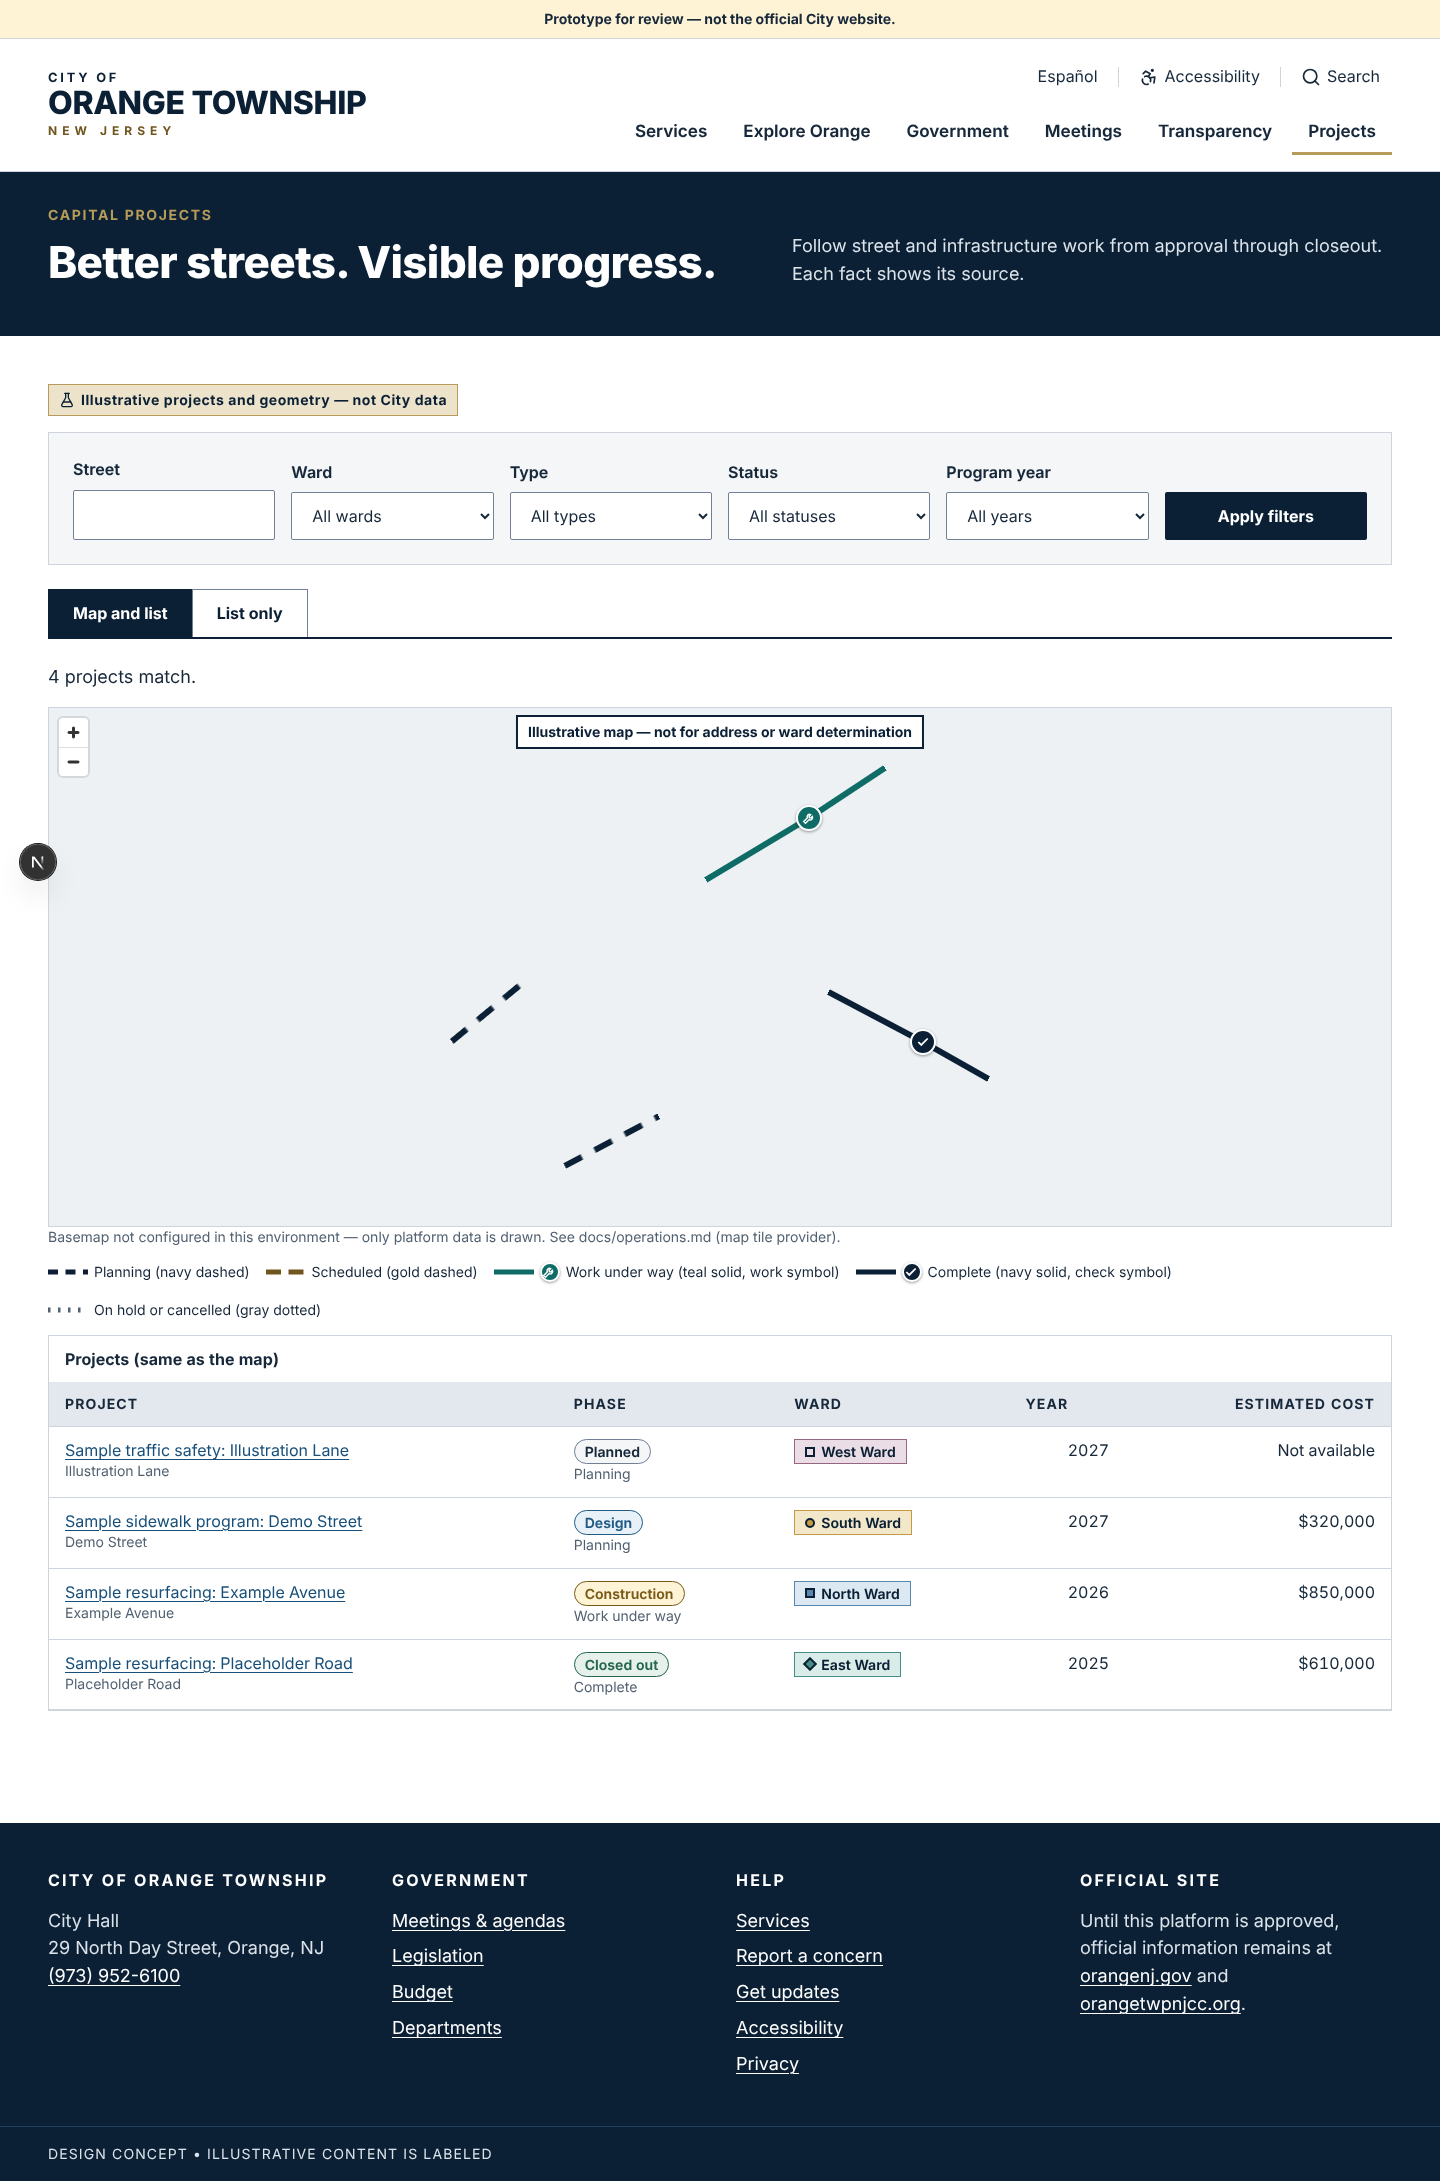 Prototype for review — not the official City website.
CITY OF
ORANGE TOWNSHIP
NEW JERSEY
Español
Accessibility
Search
Services
Explore Orange
Government
Meetings
Transparency
Projects
CAPITAL PROJECTS
Better streets. Visible progress.
Follow street and infrastructure work from approval through closeout.
Each fact shows its source.
Illustrative projects and geometry — not City data
Street
Ward
Type
Status
Program year
All wards
All types
All statuses
All years
Apply filters
Map and list
List only
4 projects match.
+
−
Illustrative map — not for address or ward determination
N
Basemap not configured in this environment — only platform data is drawn. See docs/operations.md (map tile provider).
Planning (navy dashed)
Scheduled (gold dashed)
Work under way (teal solid, work symbol)
Complete (navy solid, check symbol)
On hold or cancelled (gray dotted)
Projects (same as the map)
PROJECT PHASE WARD YEAR ESTIMATED COST
Sample traffic safety: Illustration Lane Planned West Ward 2027 Not available
Illustration Lane Planning
Sample sidewalk program: Demo Street Design South Ward 2027 $320,000
Demo Street Planning
Sample resurfacing: Example Avenue Construction North Ward 2026 $850,000
Example Avenue Work under way
Sample resurfacing: Placeholder Road Closed out East Ward 2025 $610,000
Placeholder Road Complete
CITY OF ORANGE TOWNSHIP
City Hall
29 North Day Street, Orange, NJ
(973) 952-6100
GOVERNMENT
Meetings & agendas
Legislation
Budget
Departments
HELP
Services
Report a concern
Get updates
Accessibility
Privacy
OFFICIAL SITE
Until this platform is approved,
official information remains at
orangenj.gov and
orangetwpnjcc.org.
DESIGN CONCEPT • ILLUSTRATIVE CONTENT IS LABELED